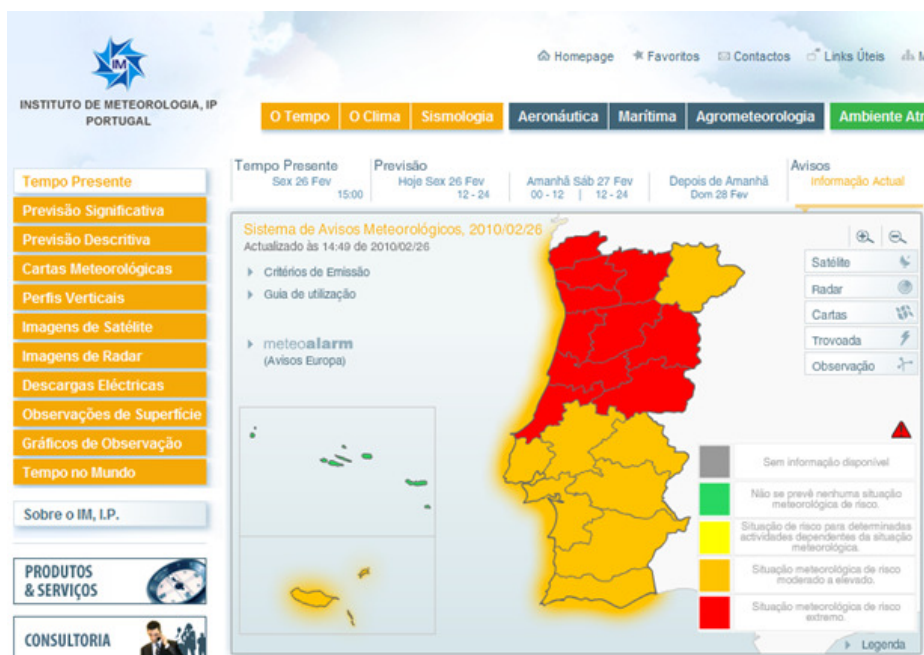 IM
INSTITUTO DE METEOROLOGIA, IP
PORTUGAL
Homepage
Favoritos
Contactos
Links Úteis
O Tempo
O Clima
Sismologia
Aeronáutica
Marítima
Agrometeorologia
Ambiente Atr
Tempo Presente
Sex 26 Fev
15:00
Previsão
Hoje Sex 26 Fev
12 - 24
Amanhã Sáb 27 Fev
00 - 12 | 12 - 24
Depois de Amanhã
Dom 28 Fev
Avisos
Informação Actual
Tempo Presente
Previsão Significativa
Previsão Descritiva
Cartas Meteorológicas
Perfis Verticais
Imagens de Satélite
Imagens de Radar
Descargas Eléctricas
Observações de Superfície
Gráficos de Observação
Tempo no Mundo
Sobre o IM, I.P.
PRODUTOS
& SERVIÇOS
CONSULTORIA
Sistema de Avisos Meteorológicos, 2010/02/26
Actualizado às 14:49 de 2010/02/26
Critérios de Emissão
Guia de utilização
meteoalarm
(Avisos Europa)
Satélite
Radar
Cartas
Trovoada
Observação
Sem informação disponível
Não se prevê nenhuma situação
meteorológica de risco.
Situação de risco para determinadas
actividades dependentes da situação
meteorológica.
Situação meteorológica de risco
moderado a elevado.
Situação meteorológica de risco
extremo.
Legenda